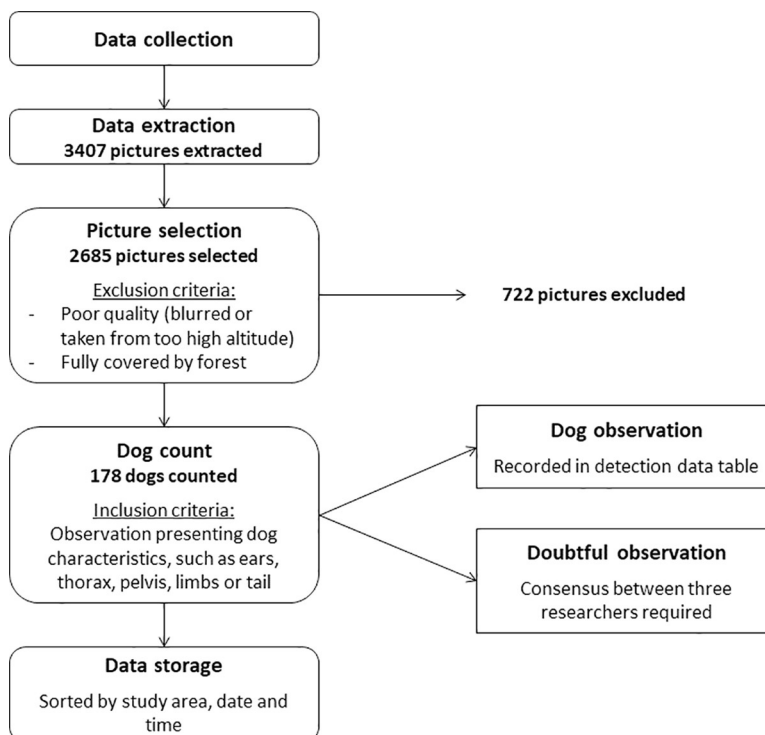 Data collection
Data extraction
3407 pictures extracted
Picture selection
2685 pictures selected
Exclusion criteria:
- Poor quality (blurred or
taken from too high altitude)
- Fully covered by forest
722 pictures excluded
Dog count
178 dogs counted
Inclusion criteria:
Observation presenting dog
characteristics, such as ears,
thorax, pelvis, limbs or tail
Dog observation
Recorded in detection data table
Doubtful observation
Consensus between three
researchers required
Data storage
Sorted by study area, date and
time